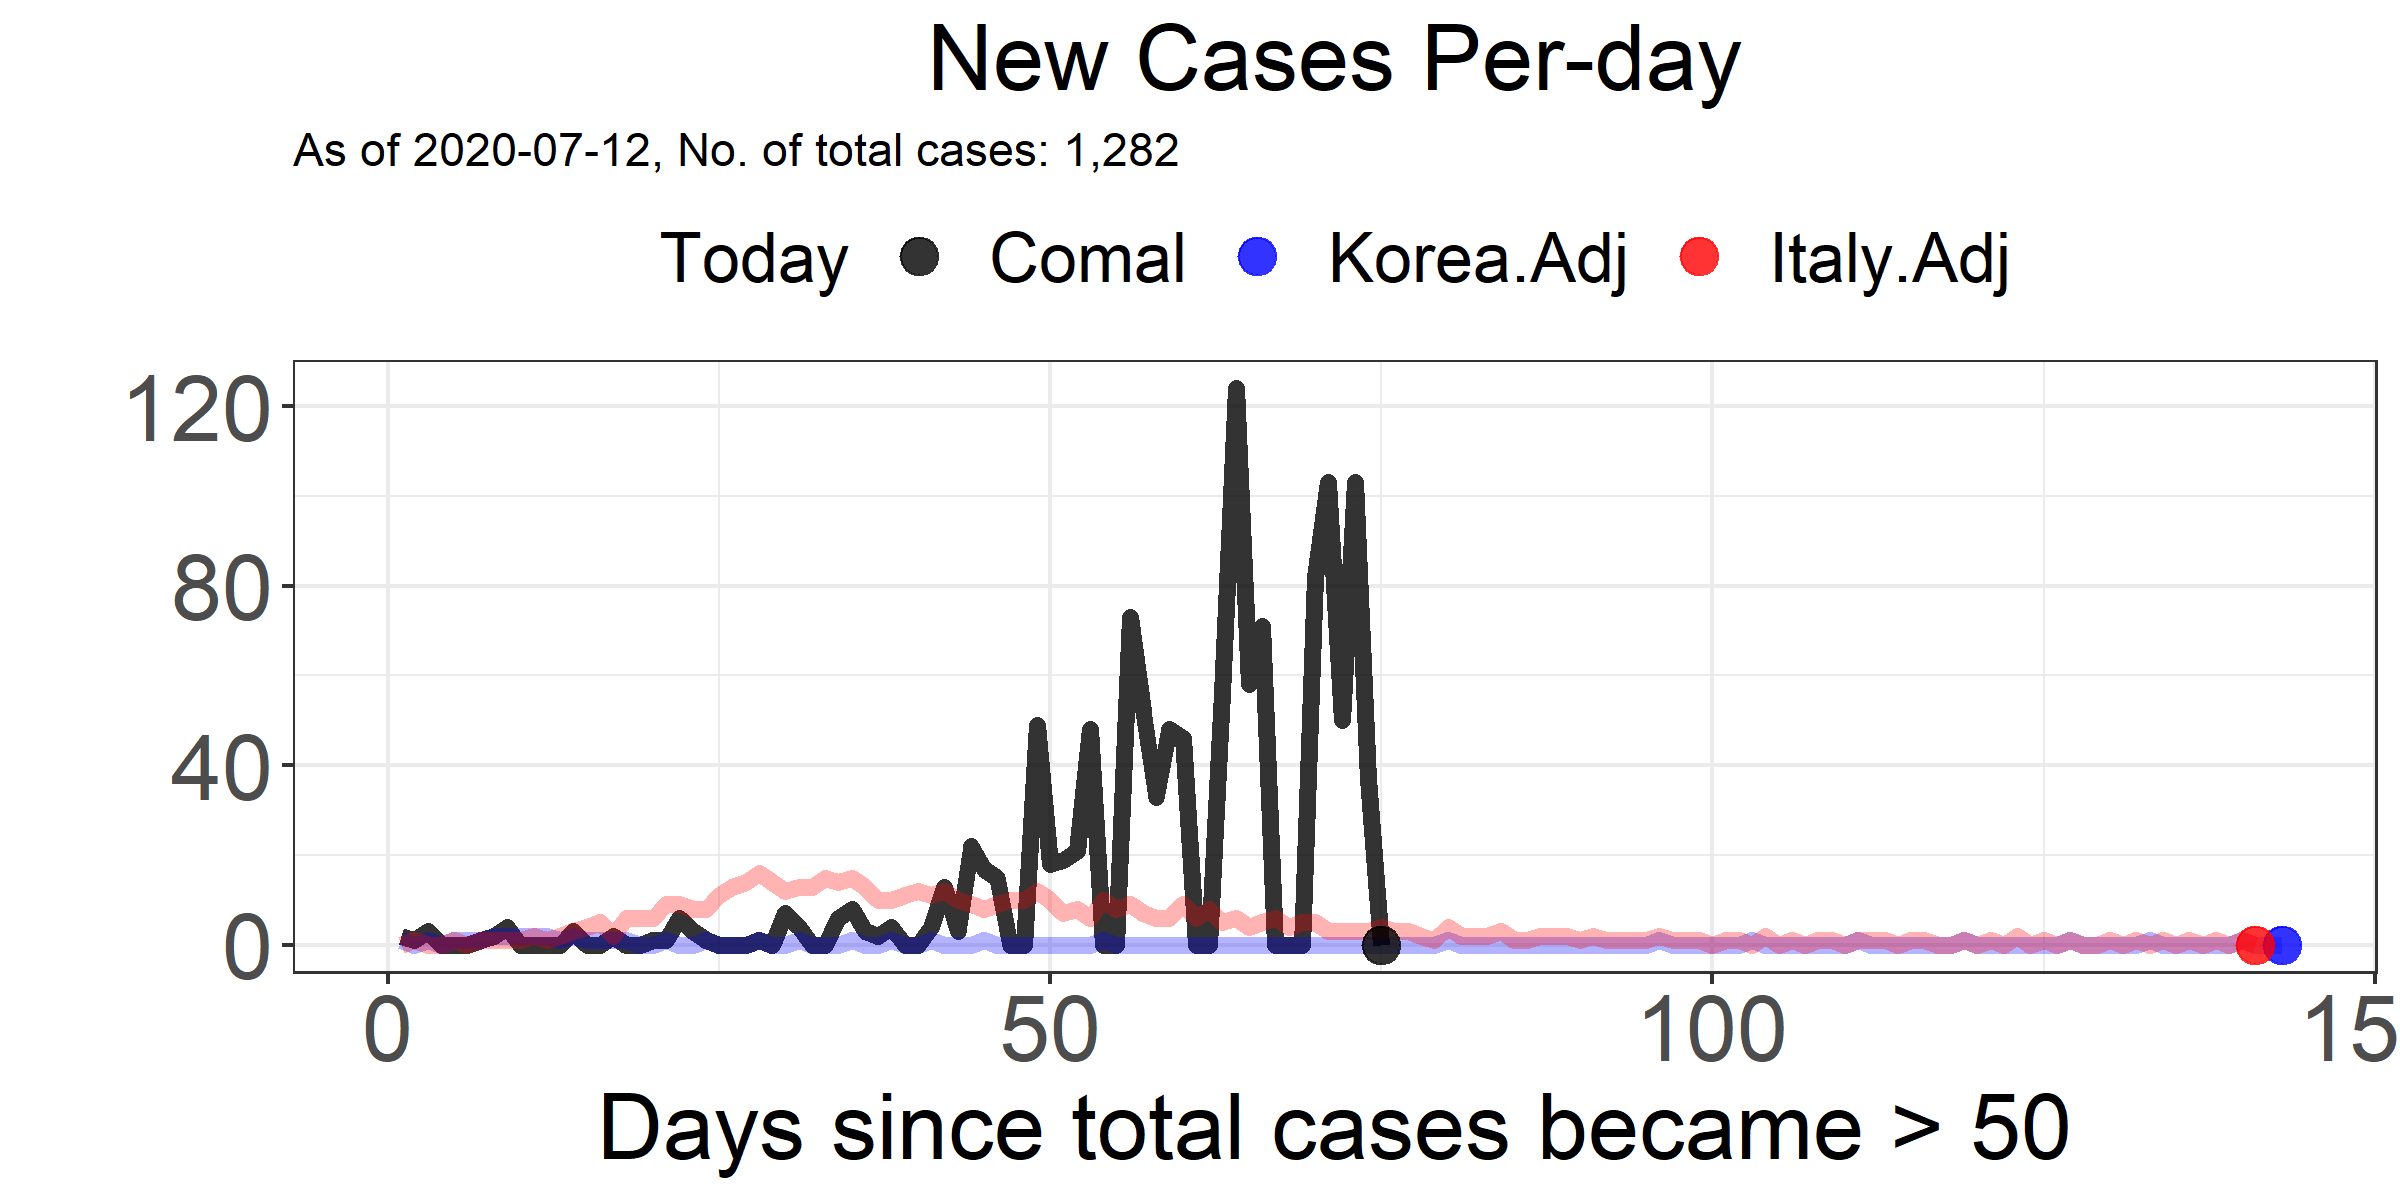 New Cases Per-day
As of 2020-07-12, No. of total cases: 1,282
Today Comal Korea.Adj Italy.Adj
120
80
40
0
0 50 100 15
Days since total cases became > 50